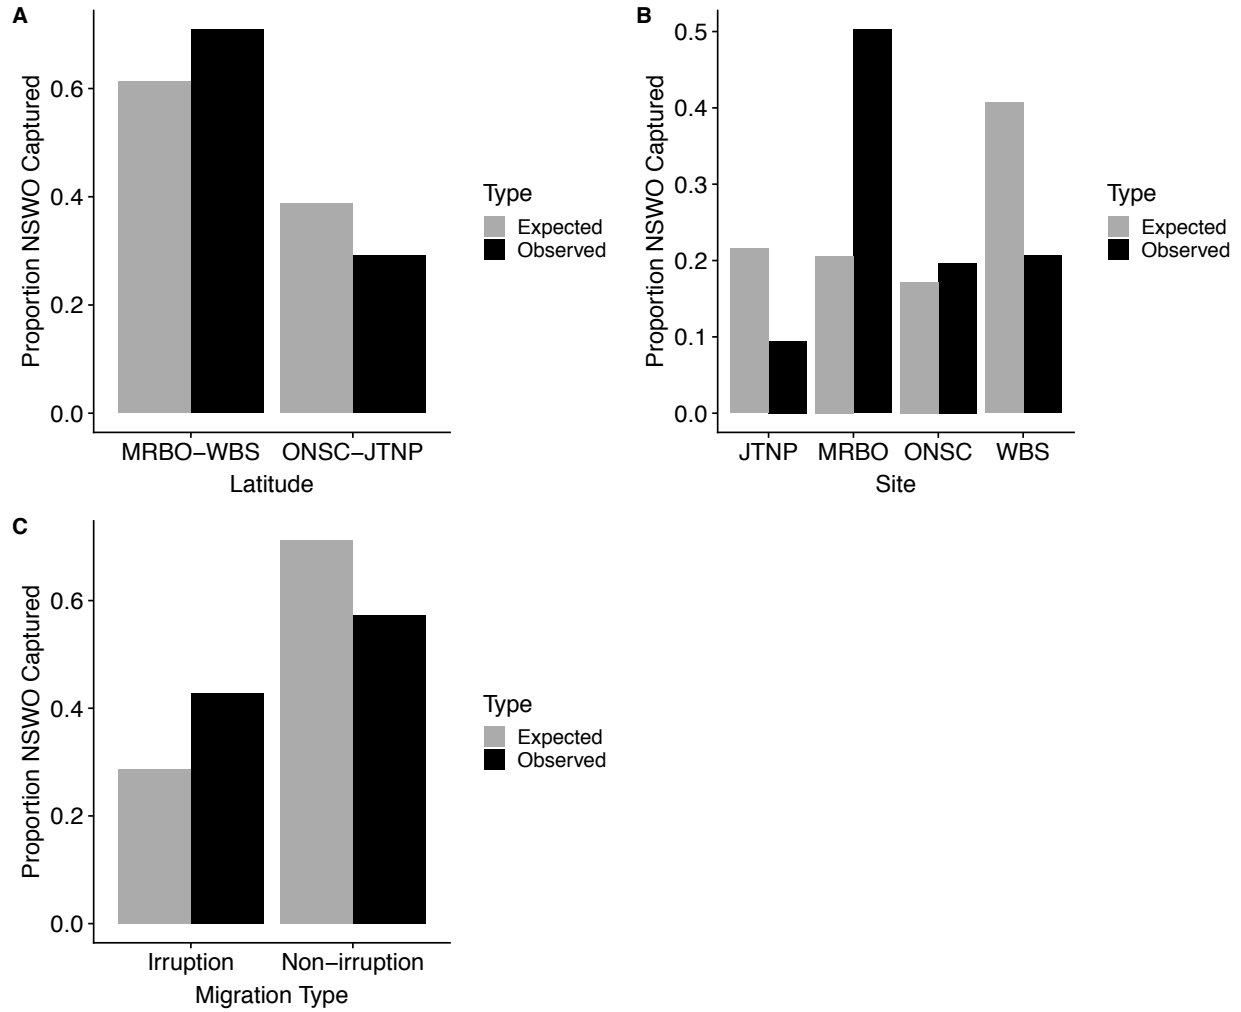 A
Proportion NSWO Captured
0.6
0.4
0.2
0.0
MRBO−WBS ONSC−JTNP
Latitude
Type
Expected
Observed
B
Proportion NSWO Captured
0.5
0.4
0.3
0.2
0.1
0.0
JTNP MRBO ONSC WBS
Site
Type
Expected
Observed
C
Proportion NSWO Captured
0.6
0.4
0.2
0.0
Irruption Non−irruption
Migration Type
Type
Expected
Observed